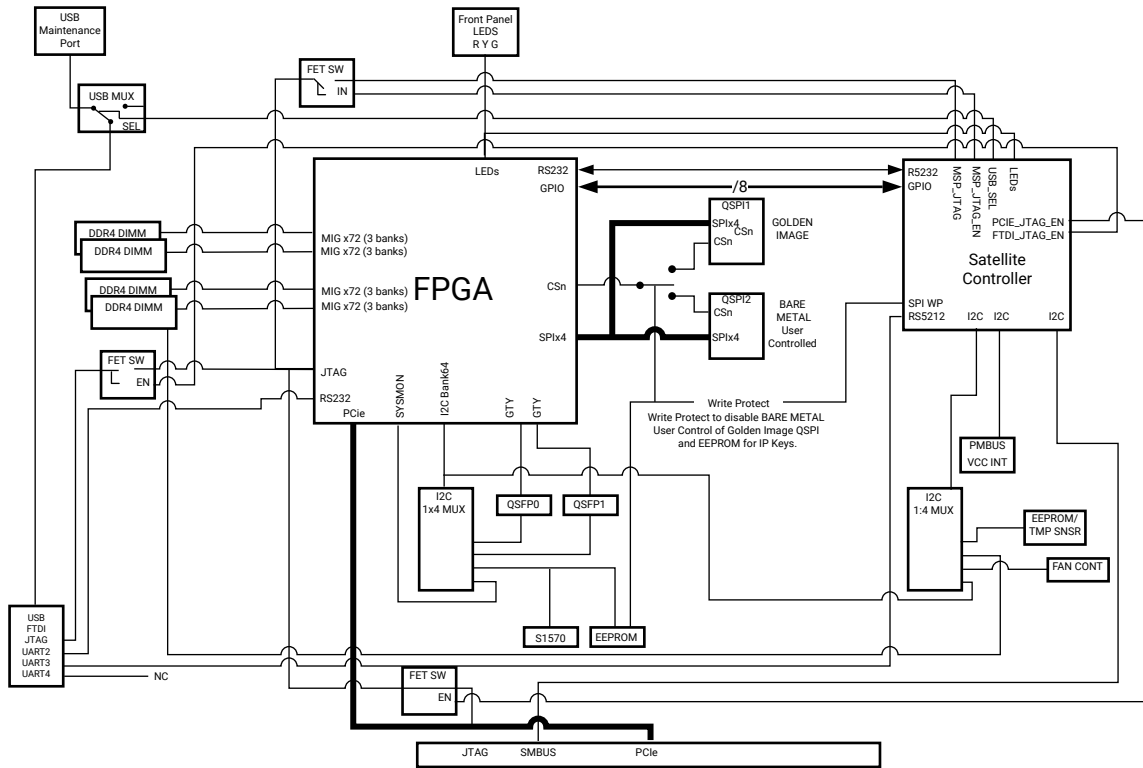 USB
Maintenance
Port
Front Panel
LEDS
R Y G
FET SW
IN
USB MUX
SEL
LEDs
RS232
GPIO
/8
R5232
GPIO
MSP_JTAG
MSP_JTAG_EN
USB_SEL
LEDs
PCIE_JTAG_EN
FTDI_JTAG_EN
Satellite
Controller
SPI WP
RS5212
I2C
I2C
I2C
QSPI1
SPIx4
CSn
CSn
GOLDEN
IMAGE
DDR4 DIMM
DDR4 DIMM
DDR4 DIMM
DDR4 DIMM
MIG x72 (3 banks)
MIG x72 (3 banks)
MIG x72 (3 banks)
MIG x72 (3 banks)
FPGA
CSn
SPIx4
QSPI2
CSn
SPIx4
BARE
METAL
User
Controlled
FET SW
EN
JTAG
RS232
PCie
SYSMON
I2C Bank64
GTY
GTY
Write Protect
Write Protect to disable BARE METAL
User Control of Golden Image QSPI
and EEPROM for IP Keys.
PMBUS
VCC INT
I2C
1x4 MUX
QSFP0
QSFP1
I2C
1:4 MUX
EEPROM/
TMP SNSR
FAN CONT
S1570
EEPROM
USB
FTDI
JTAG
UART2
UART3
UART4
NC
FET SW
EN
JTAG
SMBUS
PCIe